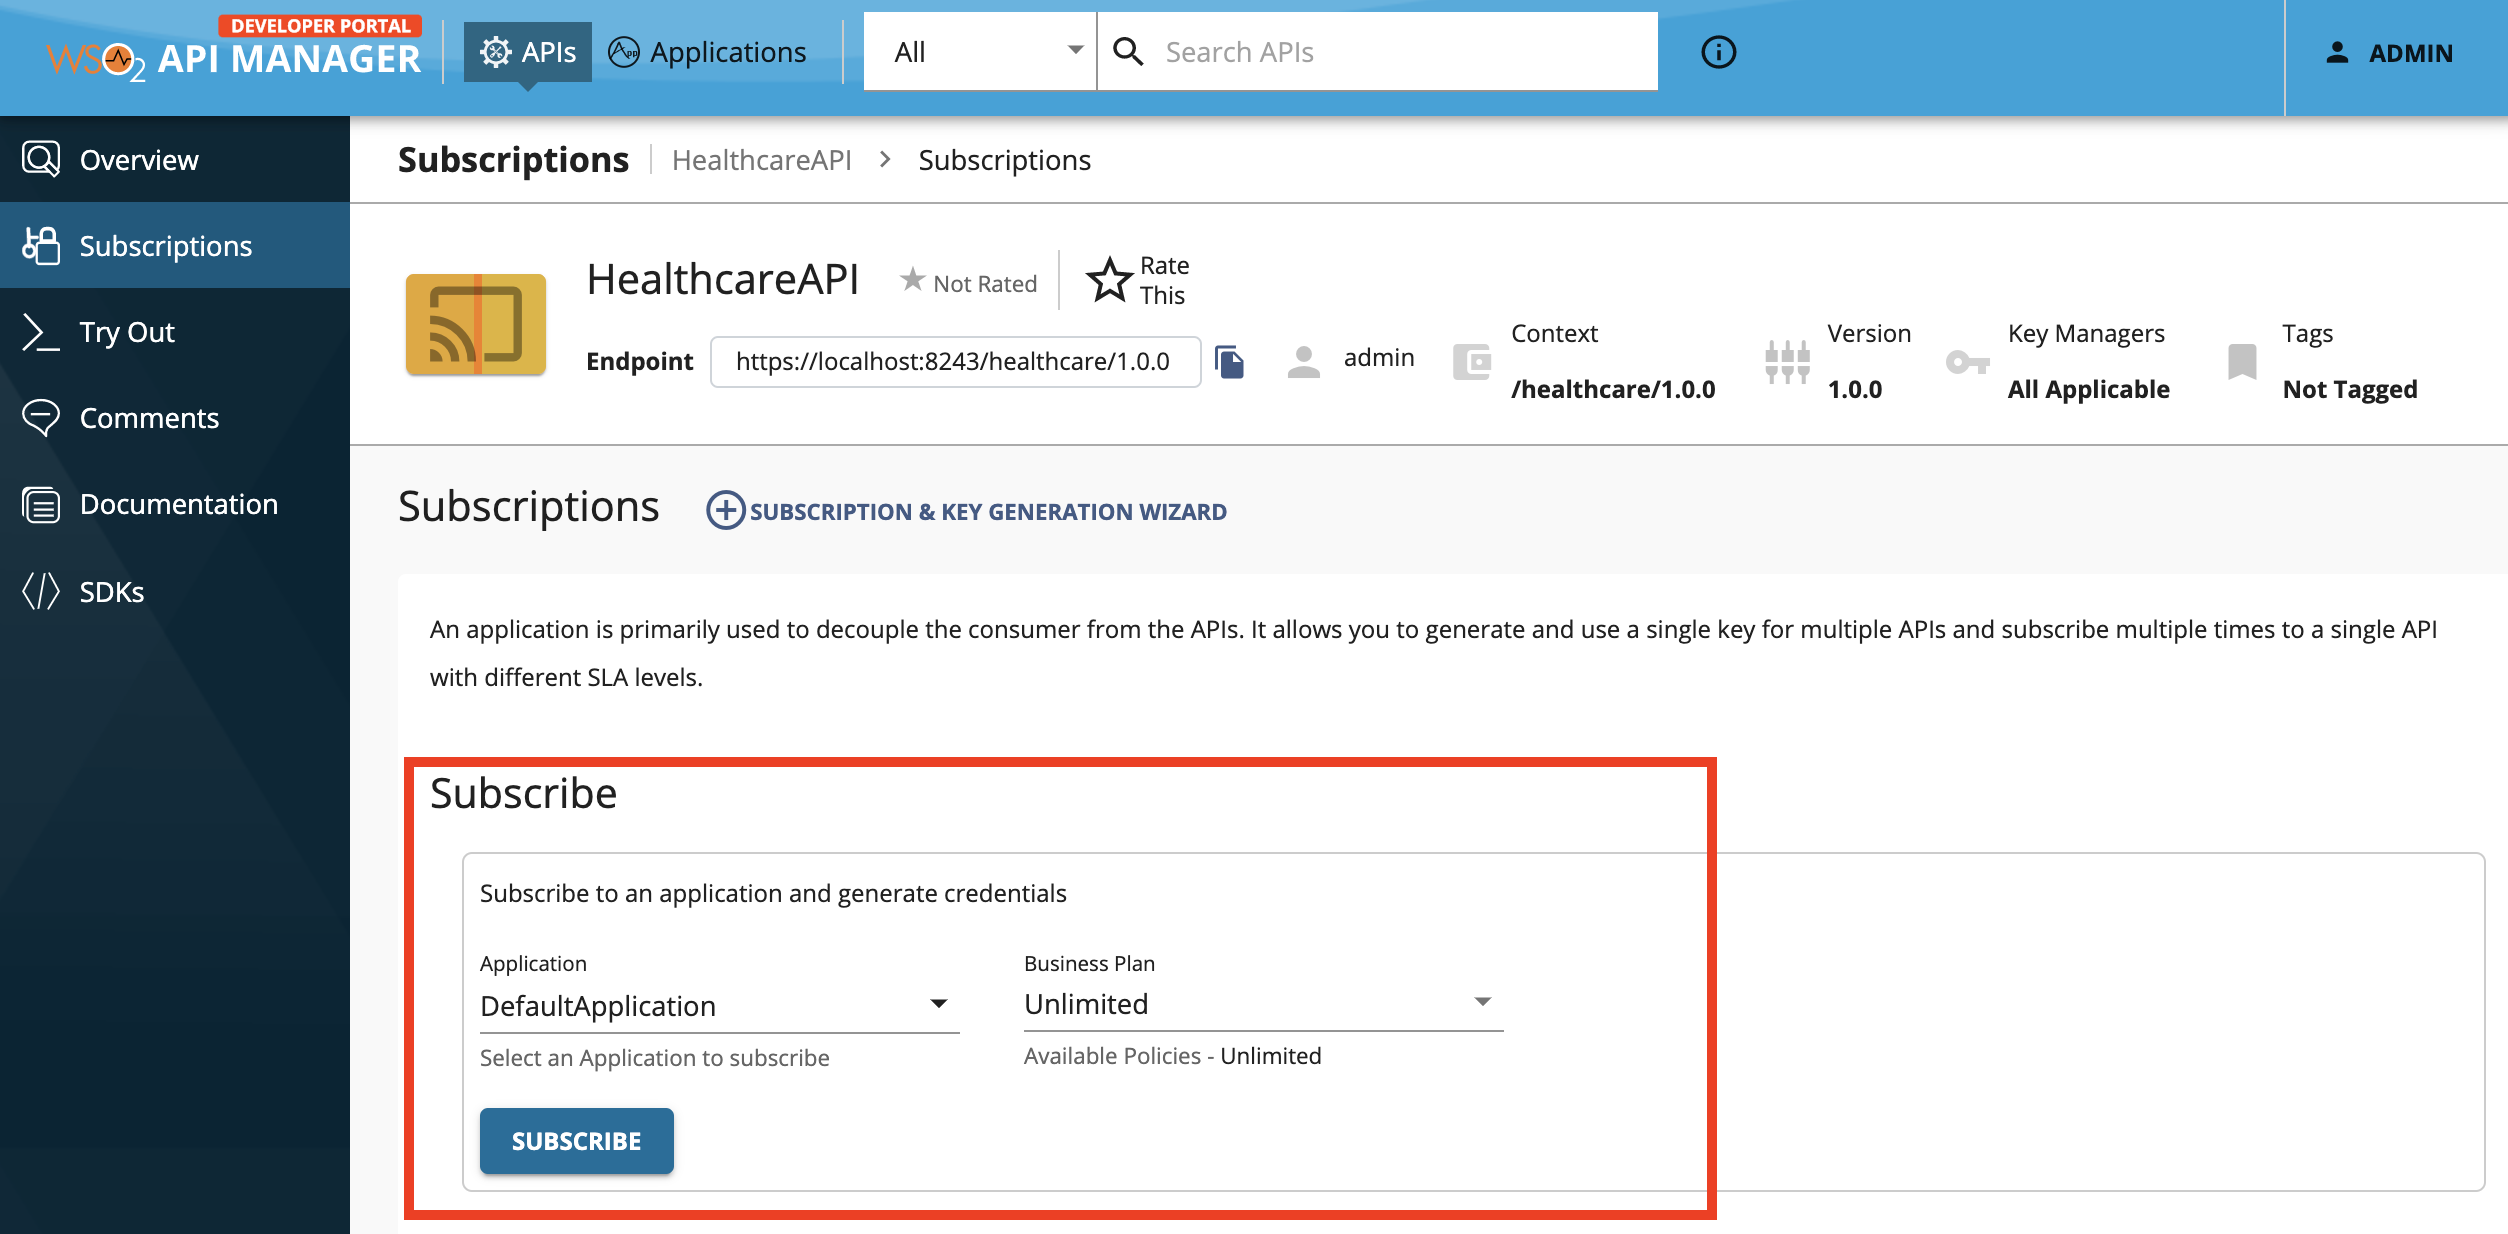 DEVELOPER PORTAL
WSO2 API MANAGER
APIs
App
Applications
All
Search APIs
ADMIN
Overview
Subscriptions
Try Out
Comments
Documentation
SDKs
Subscriptions
HealthcareAPI > Subscriptions
HealthcareAPI
Not Rated
Rate
This
Endpoint
https://localhost:8243/healthcare/1.0.0
admin
Context
/healthcare/1.0.0
Version
1.0.0
Key Managers
All Applicable
Tags
Not Tagged
Subscriptions
SUBSCRIPTION & KEY GENERATION WIZARD
An application is primarily used to decouple the consumer from the APIs. It allows you to generate and use a single key for multiple APIs and subscribe multiple times to a single API
with different SLA levels.
Subscribe
Subscribe to an application and generate credentials
Application
DefaultApplication
Select an Application to subscribe
Business Plan
Unlimited
Available Policies - Unlimited
SUBSCRIBE